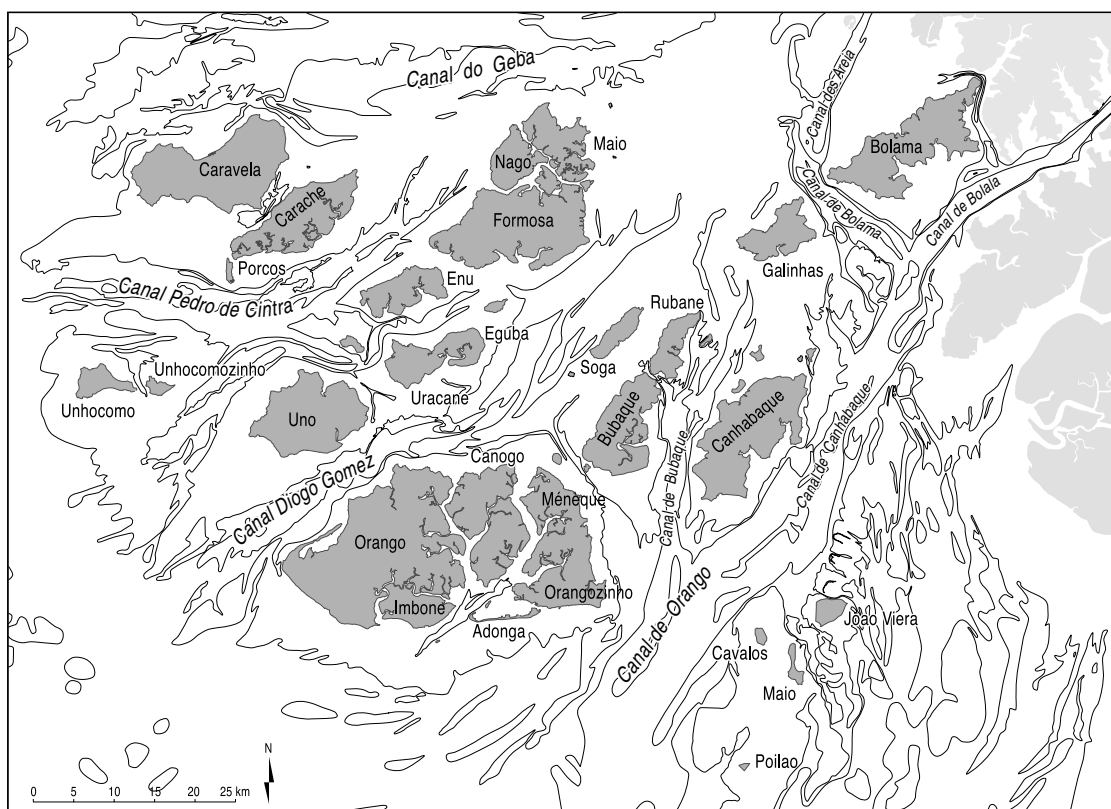 Canal do Geba
Canal des Areia
Maio
Nago
Bolama
Caravela
Carache
Formosa
Canal de Bolama
Canal de Bolala
Galinhas
Porcos
Enu
Canal Pedro de Cintra
Rubane
Eguba
Unhocomozinho
Soga
Unhocomo
Uracane
Uno
Bubaque
Canhabaque
Canal de Bubaque
Canal de Canhabaque
Canogo
Canal Diogo Gomez
Méneque
Orango
Orangozinho
Imbone
Canal-de-Orango
Adonga
João Viera
Cavalos
Maio
Poilao
N
0 5 10 15 20 25 km